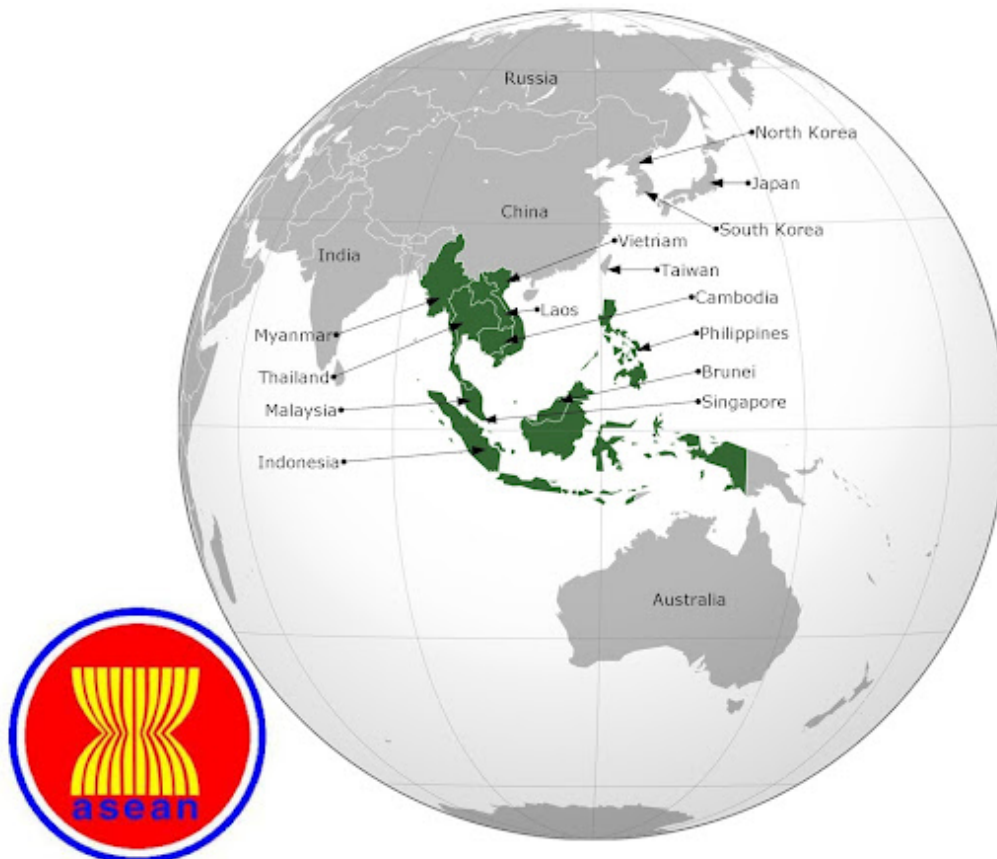 Russia
North Korea
Japan
China
South Korea
Vietnam
India
Taiwan
Cambodia
Laos
Myanmar
Philippines
Brunei
Thailand
Singapore
Malaysia
Indonesia
Australia
asean